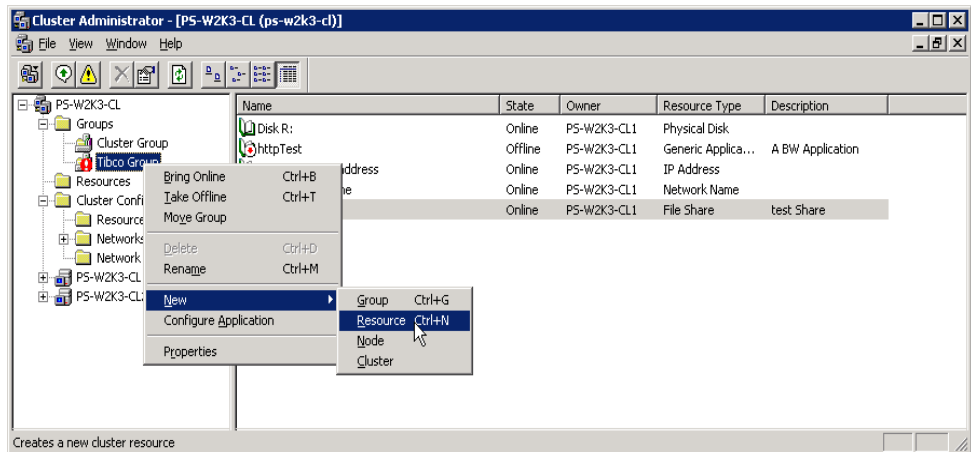 Cluster Administrator - [PS-W2K3-CL (ps-w2k3-cl)]
File View Window Help
PS-W2K3-CL
Groups
Cluster Group
Tibco Group
Resources
Cluster Confi
Resource
Networks
Network
PS-W2K3-CL
PS-W2K3-CL
Name State Owner Resource Type Description
Disk R: Online PS-W2K3-CL1 Physical Disk
httpTest Offline PS-W2K3-CL1 Generic Applica... A BW Application
ddress Online PS-W2K3-CL1 IP Address
e Online PS-W2K3-CL1 Network Name
Online PS-W2K3-CL1 File Share test Share
Bring Online Ctrl+B
Take Offline Ctrl+T
Move Group
Delete Ctrl+D
Rename Ctrl+M
New
Configure Application
Properties
Group Ctrl+G
Resource Ctrl+N
Node
Cluster
Creates a new cluster resource